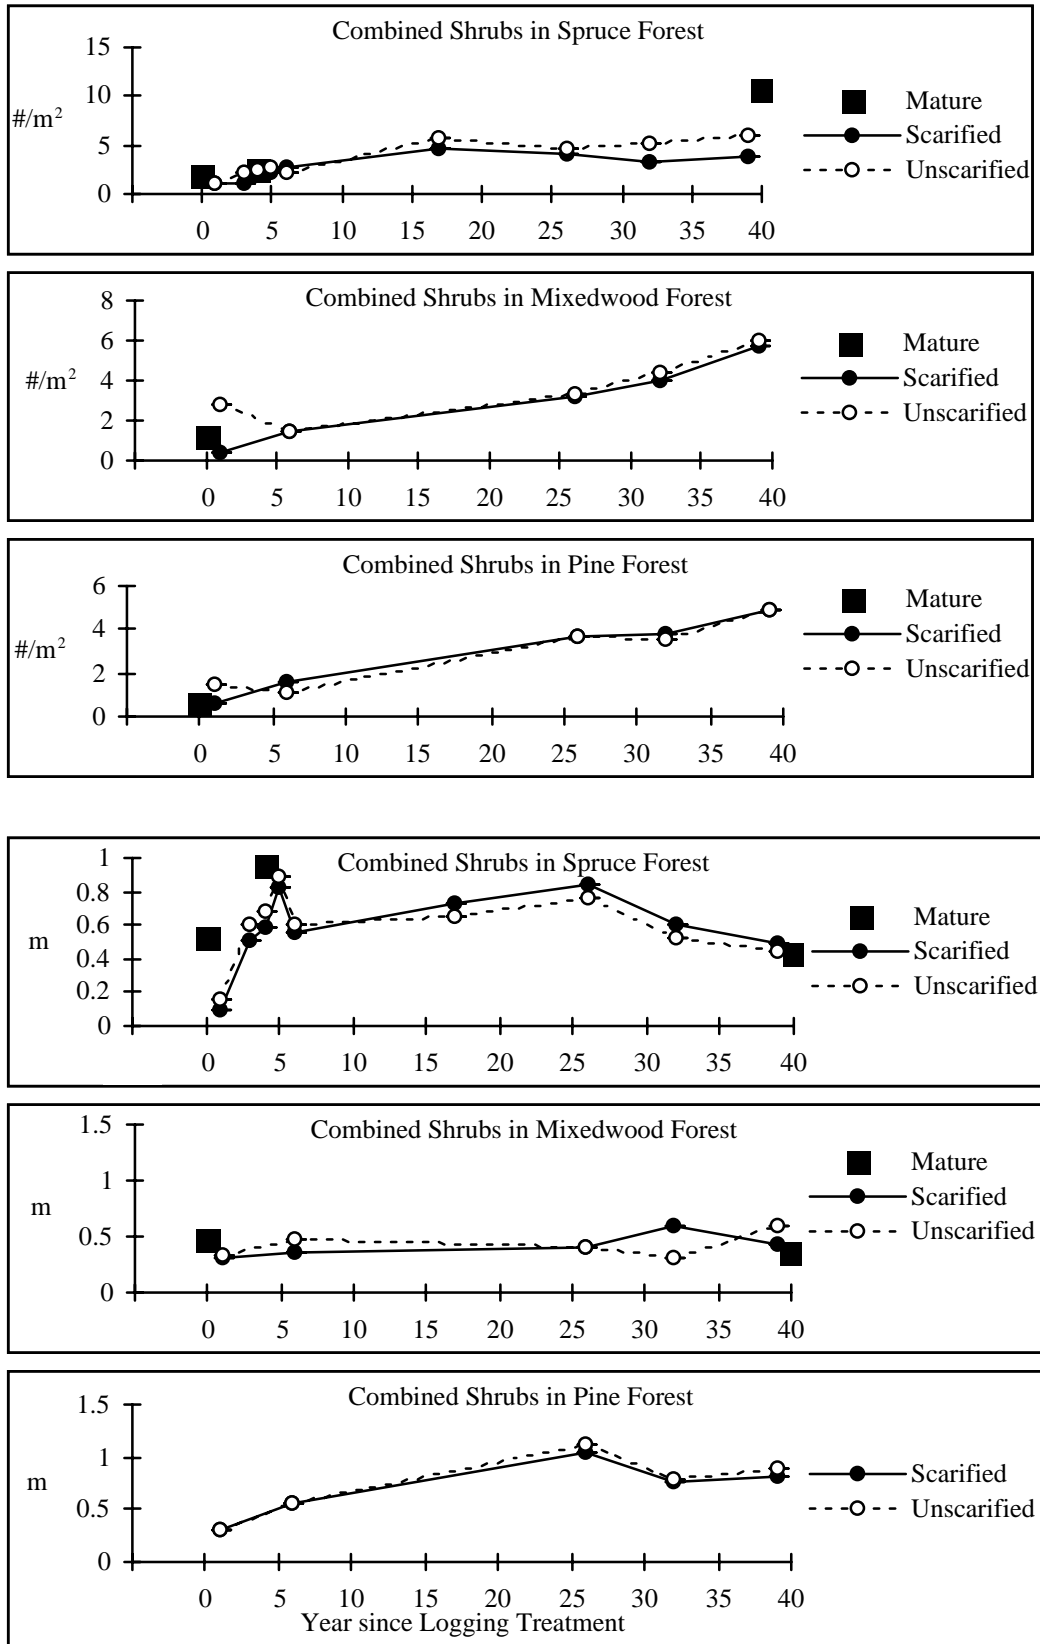 Combined Shrubs in Spruce Forest
15
10
5
0
#/m²
0 5 10 15 20 25 30 35 40
Mature
Scarified
Unscarified
Combined Shrubs in Mixedwood Forest
8
6
4
2
0
#/m²
0 5 10 15 20 25 30 35 40
Mature
Scarified
Unscarified
Combined Shrubs in Pine Forest
6
4
2
0
#/m²
0 5 10 15 20 25 30 35 40
Mature
Scarified
Unscarified
Combined Shrubs in Spruce Forest
1
0.8
0.6
0.4
0.2
0
m
0 5 10 15 20 25 30 35 40
Mature
Scarified
Unscarified
Combined Shrubs in Mixedwood Forest
1.5
1
0.5
0
m
0 5 10 15 20 25 30 35 40
Mature
Scarified
Unscarified
Combined Shrubs in Pine Forest
1.5
1
0.5
0
m
0 5 10 15 20 25 30 35 40
Scarified
Unscarified
Year since Logging Treatment